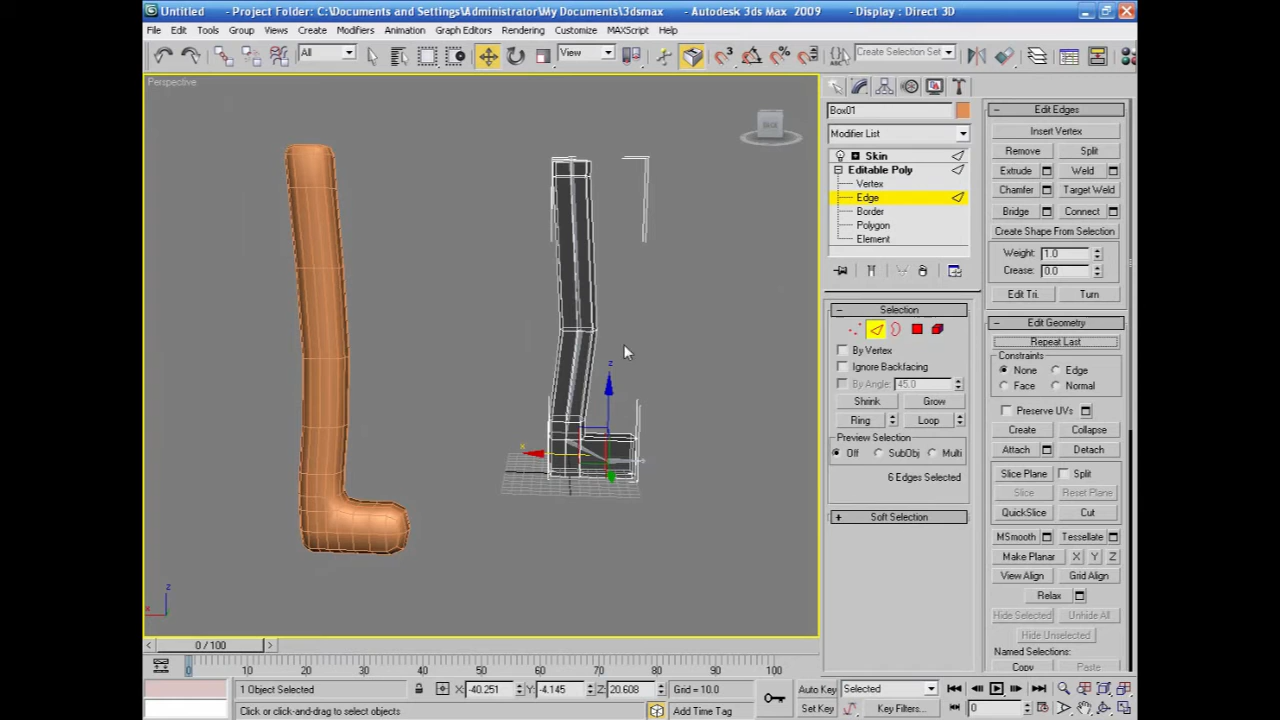 Untitled - Project Folder: C:\Documents and Settings\Administrator\My Documents\3dsmax - Autodesk 3ds Max 2009 - Display : Direct 3D
File Edit Tools Group Views Create Modifiers Animation Graph Editors Rendering Customize MAXScript Help
All View Create Selection Set
Perspective
BACK
Box01
Modifier List
Skin
Editable Poly
Vertex
Edge
Border
Polygon
Element
Selection
By Vertex
Ignore Backfacing
By Angle: 45.0
Shrink Grow
Ring Loop
Preview Selection
Off SubObj Multi
6 Edges Selected
Soft Selection
Edit Edges
Insert Vertex
Remove Split
Extrude Weld
Chamfer Target Weld
Bridge Connect
Create Shape From Selection
Weight: 1.0
Crease: 0.0
Edit Tri. Turn
Edit Geometry
Repeat Last
Constraints
None Edge
Face Normal
Preserve UVs
Create Collapse
Attach Detach
Slice Plane Split
Slice Reset Plane
QuickSlice Cut
MSmooth Tessellate
Make Planar X Y Z
View Align Grid Align
Relax
Hide Selected Unhide All
Hide Unselected
Named Selections:
Copy Paste
z
x
x
z
0 / 100
0 10 20 30 40 50 60 70 80 90 100
1 Object Selected X: -40.251 Y: -4.145 Z: 20.608 Grid = 10.0 Auto Key Selected
Click or click-and-drag to select objects Add Time Tag Set Key Key Filters... 0